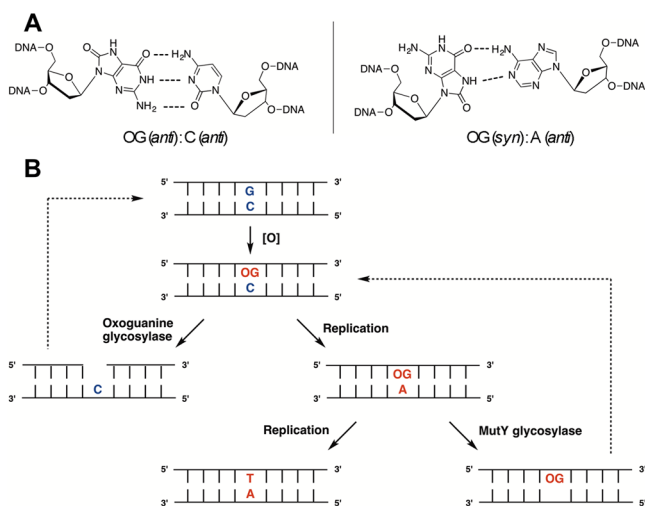 A
DNA
O
O
DNA
O
O
N
H
N
O
NH
N
NH2
H2N
N
N
O
O
DNA
O
O
DNA
OG(anti):C(anti)
H2N
N
O
HN
N
NH
O
DNA
O
O
DNA
O
H2N
N
N
N
N
O
DNA
O
O
DNA
OG(syn):A(anti)
B
5' 3'
G
C
3' 5'
[O]
5' 3'
OG
C
3' 5'
Oxoguanine
glycosylase
Replication
5' 3'
C
3' 5'
5' 3'
OG
A
3' 5'
Replication
MutY glycosylase
5' 3'
T
A
3' 5'
5' 3'
OG
3' 5'